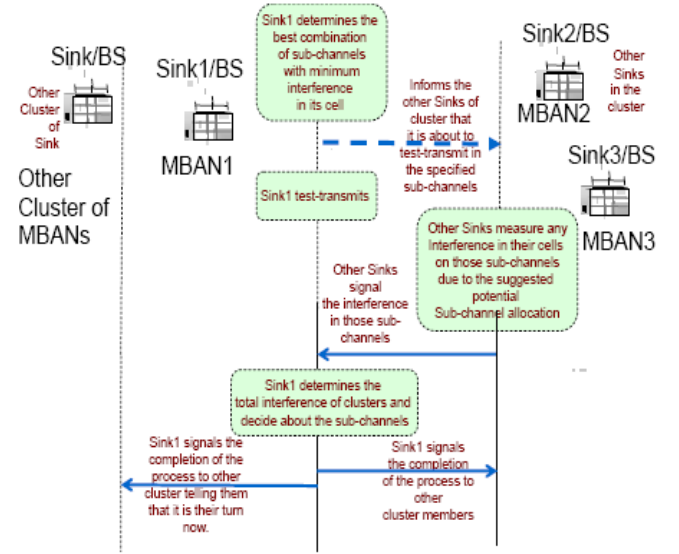 Sink1 determines the
best combination
of sub-channels
with minimum
interference
in its cell
Sink/BS
Other
Cluster
of
Sink
Other
Cluster of
MBANs
Sink1/BS
MBAN1
Sink2/BS
MBAN2
Other
Sinks
in the
cluster
Sink3/BS
MBAN3
Informs the
other Sinks of
cluster that
it is about to
test-transmit in
the specified
sub-channels
Sink1 test-transmits
Other Sinks measure any
Interference in their cells
on those sub-channels
due to the suggested
potential
Sub-channel allocation
Other Sinks
signal
the interference
in those sub-
channels
Sink1 determines the
total interference of clusters and
decide about the sub-channels
Sink1 signals the
completion of the
process to other
cluster telling them
that it is their turn
now.
Sink1 signals
the completion
of the process to
other
cluster members